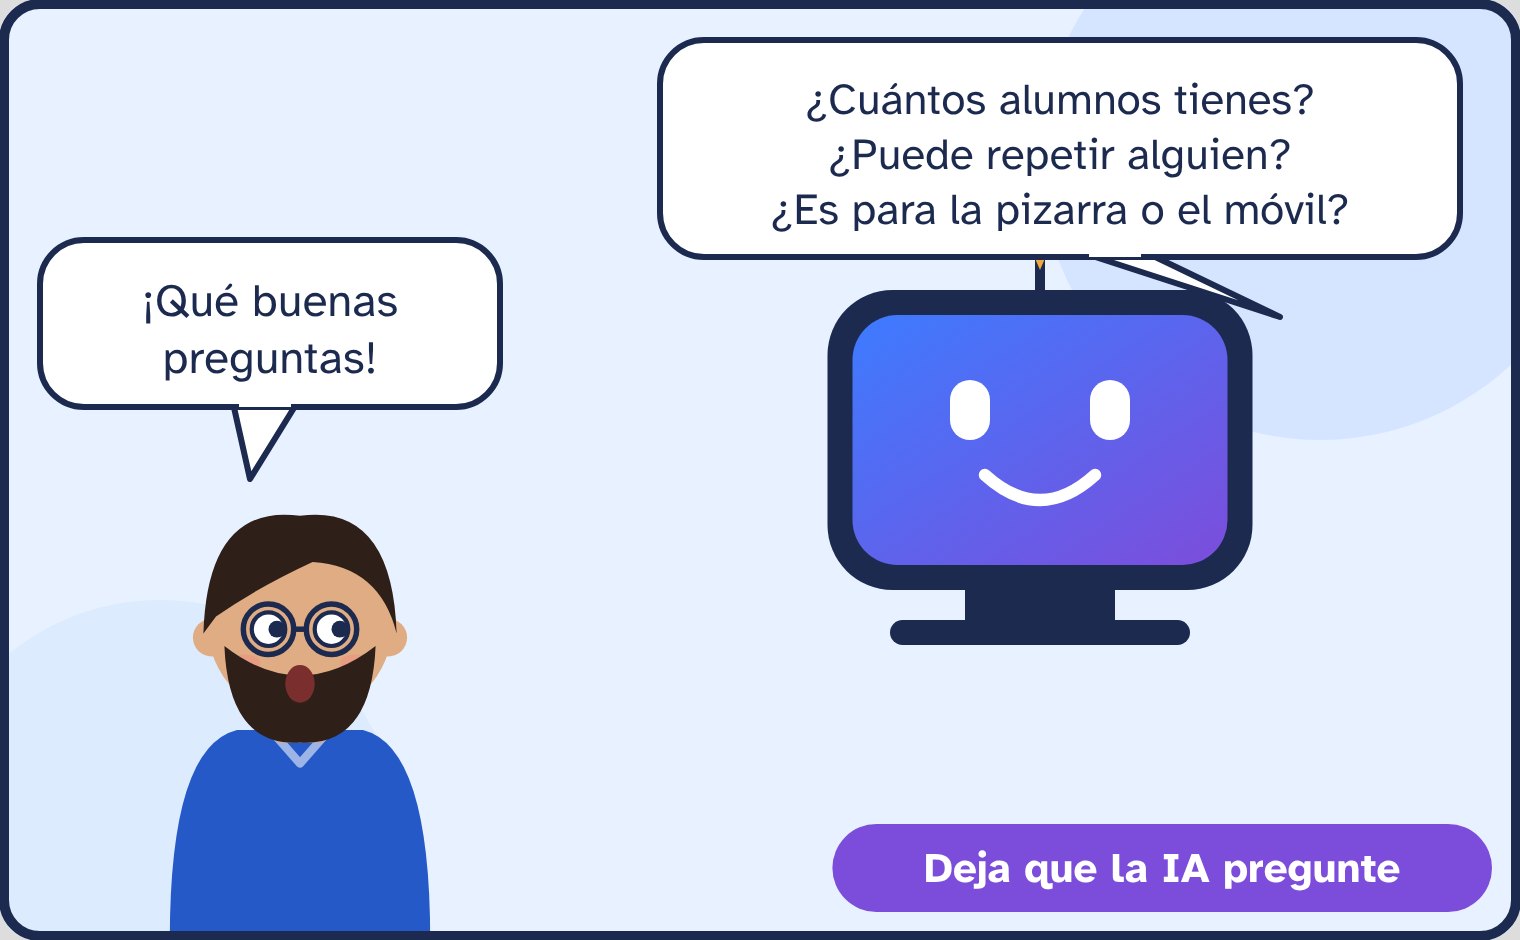 ¿Cuántos alumnos tienes?
¿Puede repetir alguien?
¿Es para la pizarra o el móvil?
¡Qué buenas
preguntas!
Deja que la IA pregunte